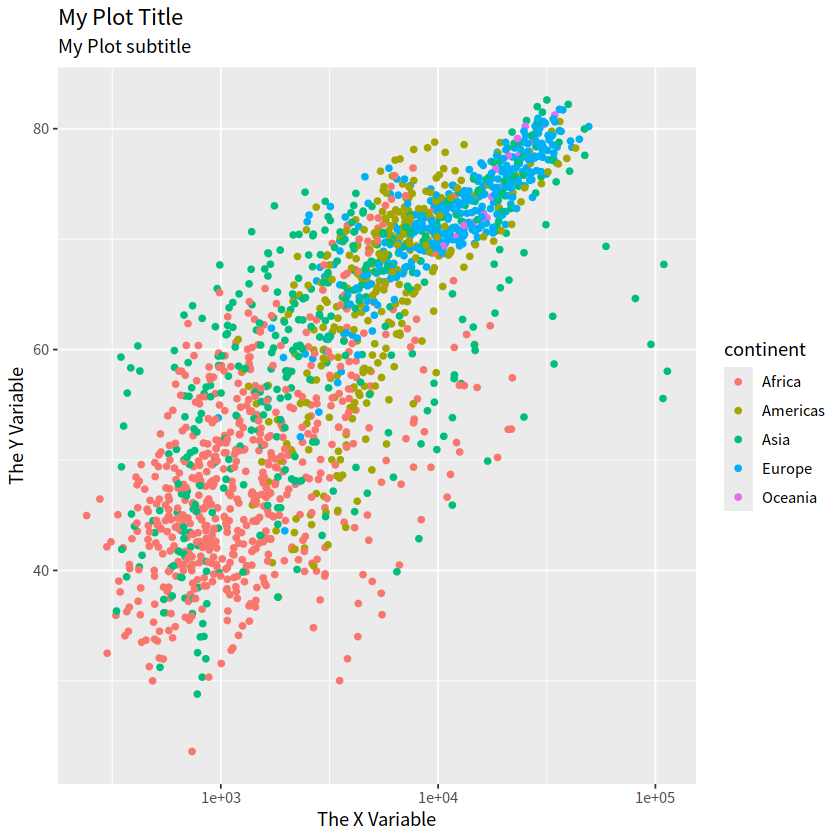 My Plot Title
My Plot subtitle
The Y Variable
80
60
40
1e+03
1e+04
1e+05
The X Variable
continent
Africa
Americas
Asia
Europe
Oceania